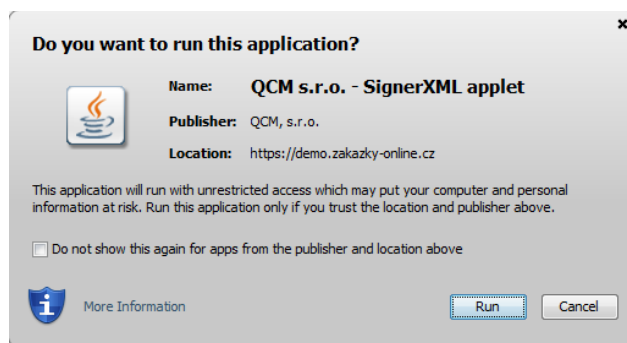 Do you want to run this application?
Name: QCM s.r.o. - SignerXML applet
Publisher: QCM, s.r.o.
Location: https://demo.zakazky-online.cz
This application will run with unrestricted access which may put your computer and personal
information at risk. Run this application only if you trust the location and publisher above.
Do not show this again for apps from the publisher and location above
More Information
Run Cancel